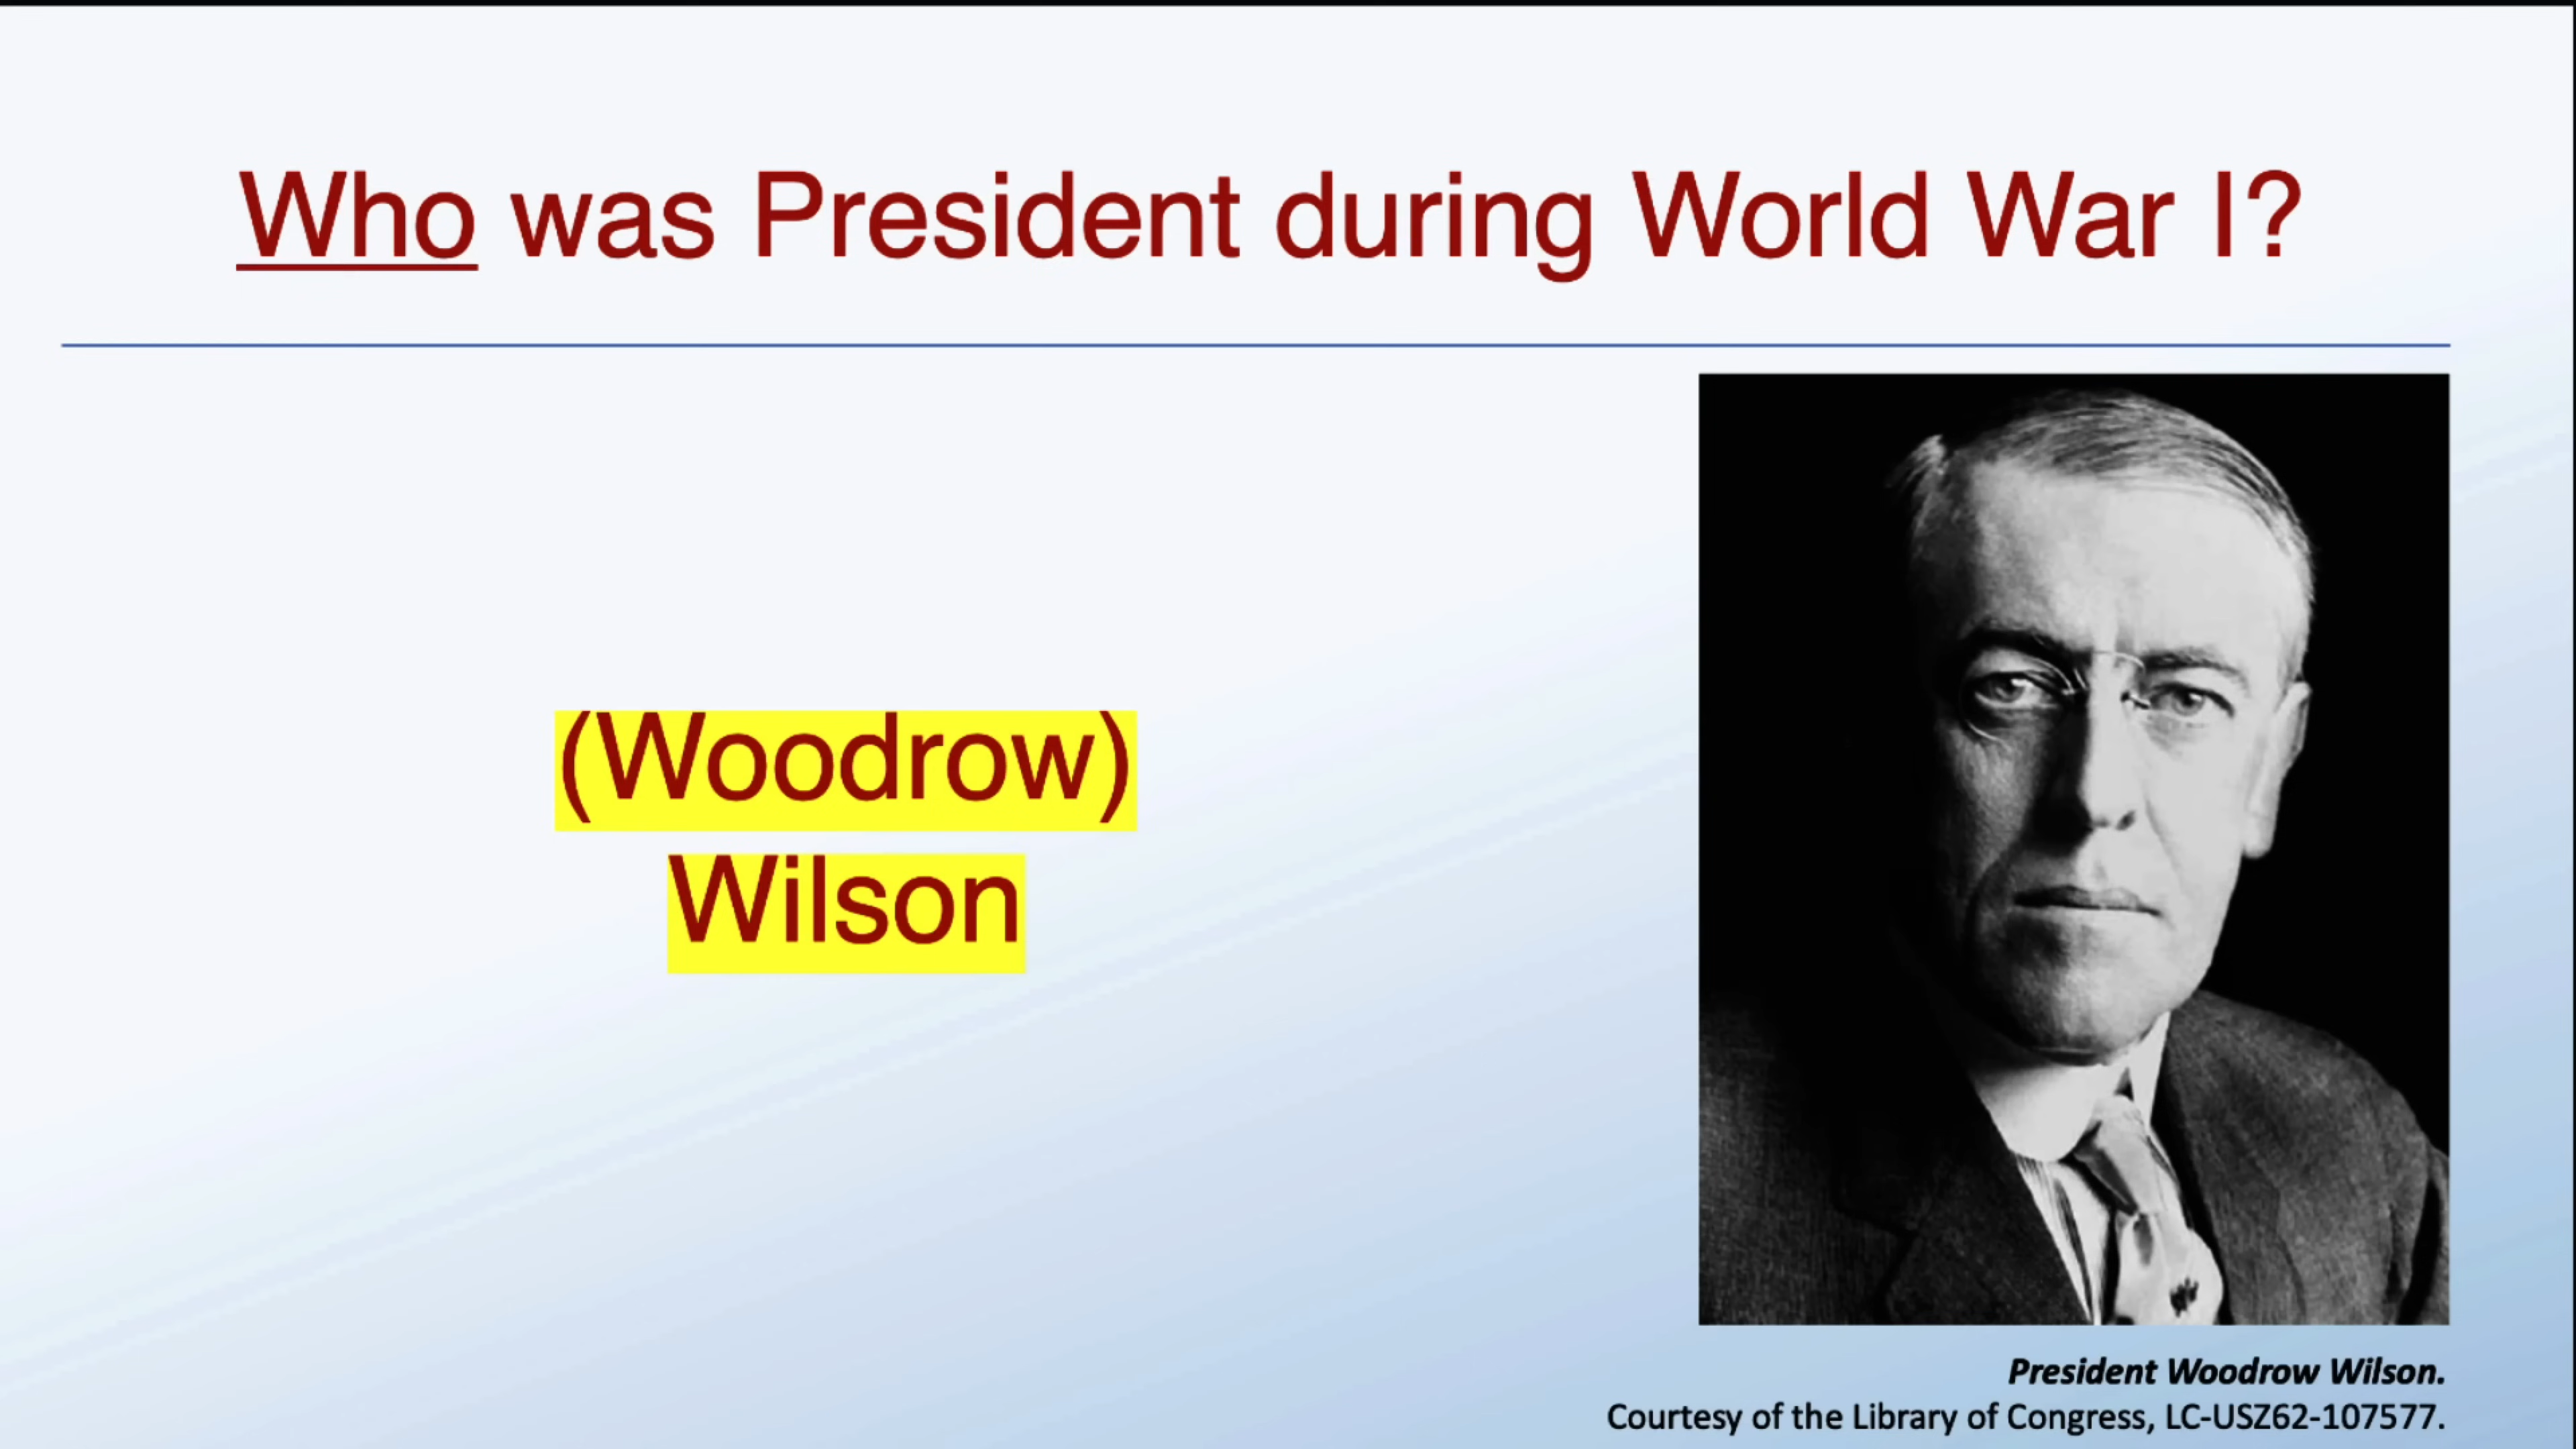 Who was President during World War I?
(Woodrow)
Wilson
President Woodrow Wilson.
Courtesy of the Library of Congress, LC-USZ62-107577.